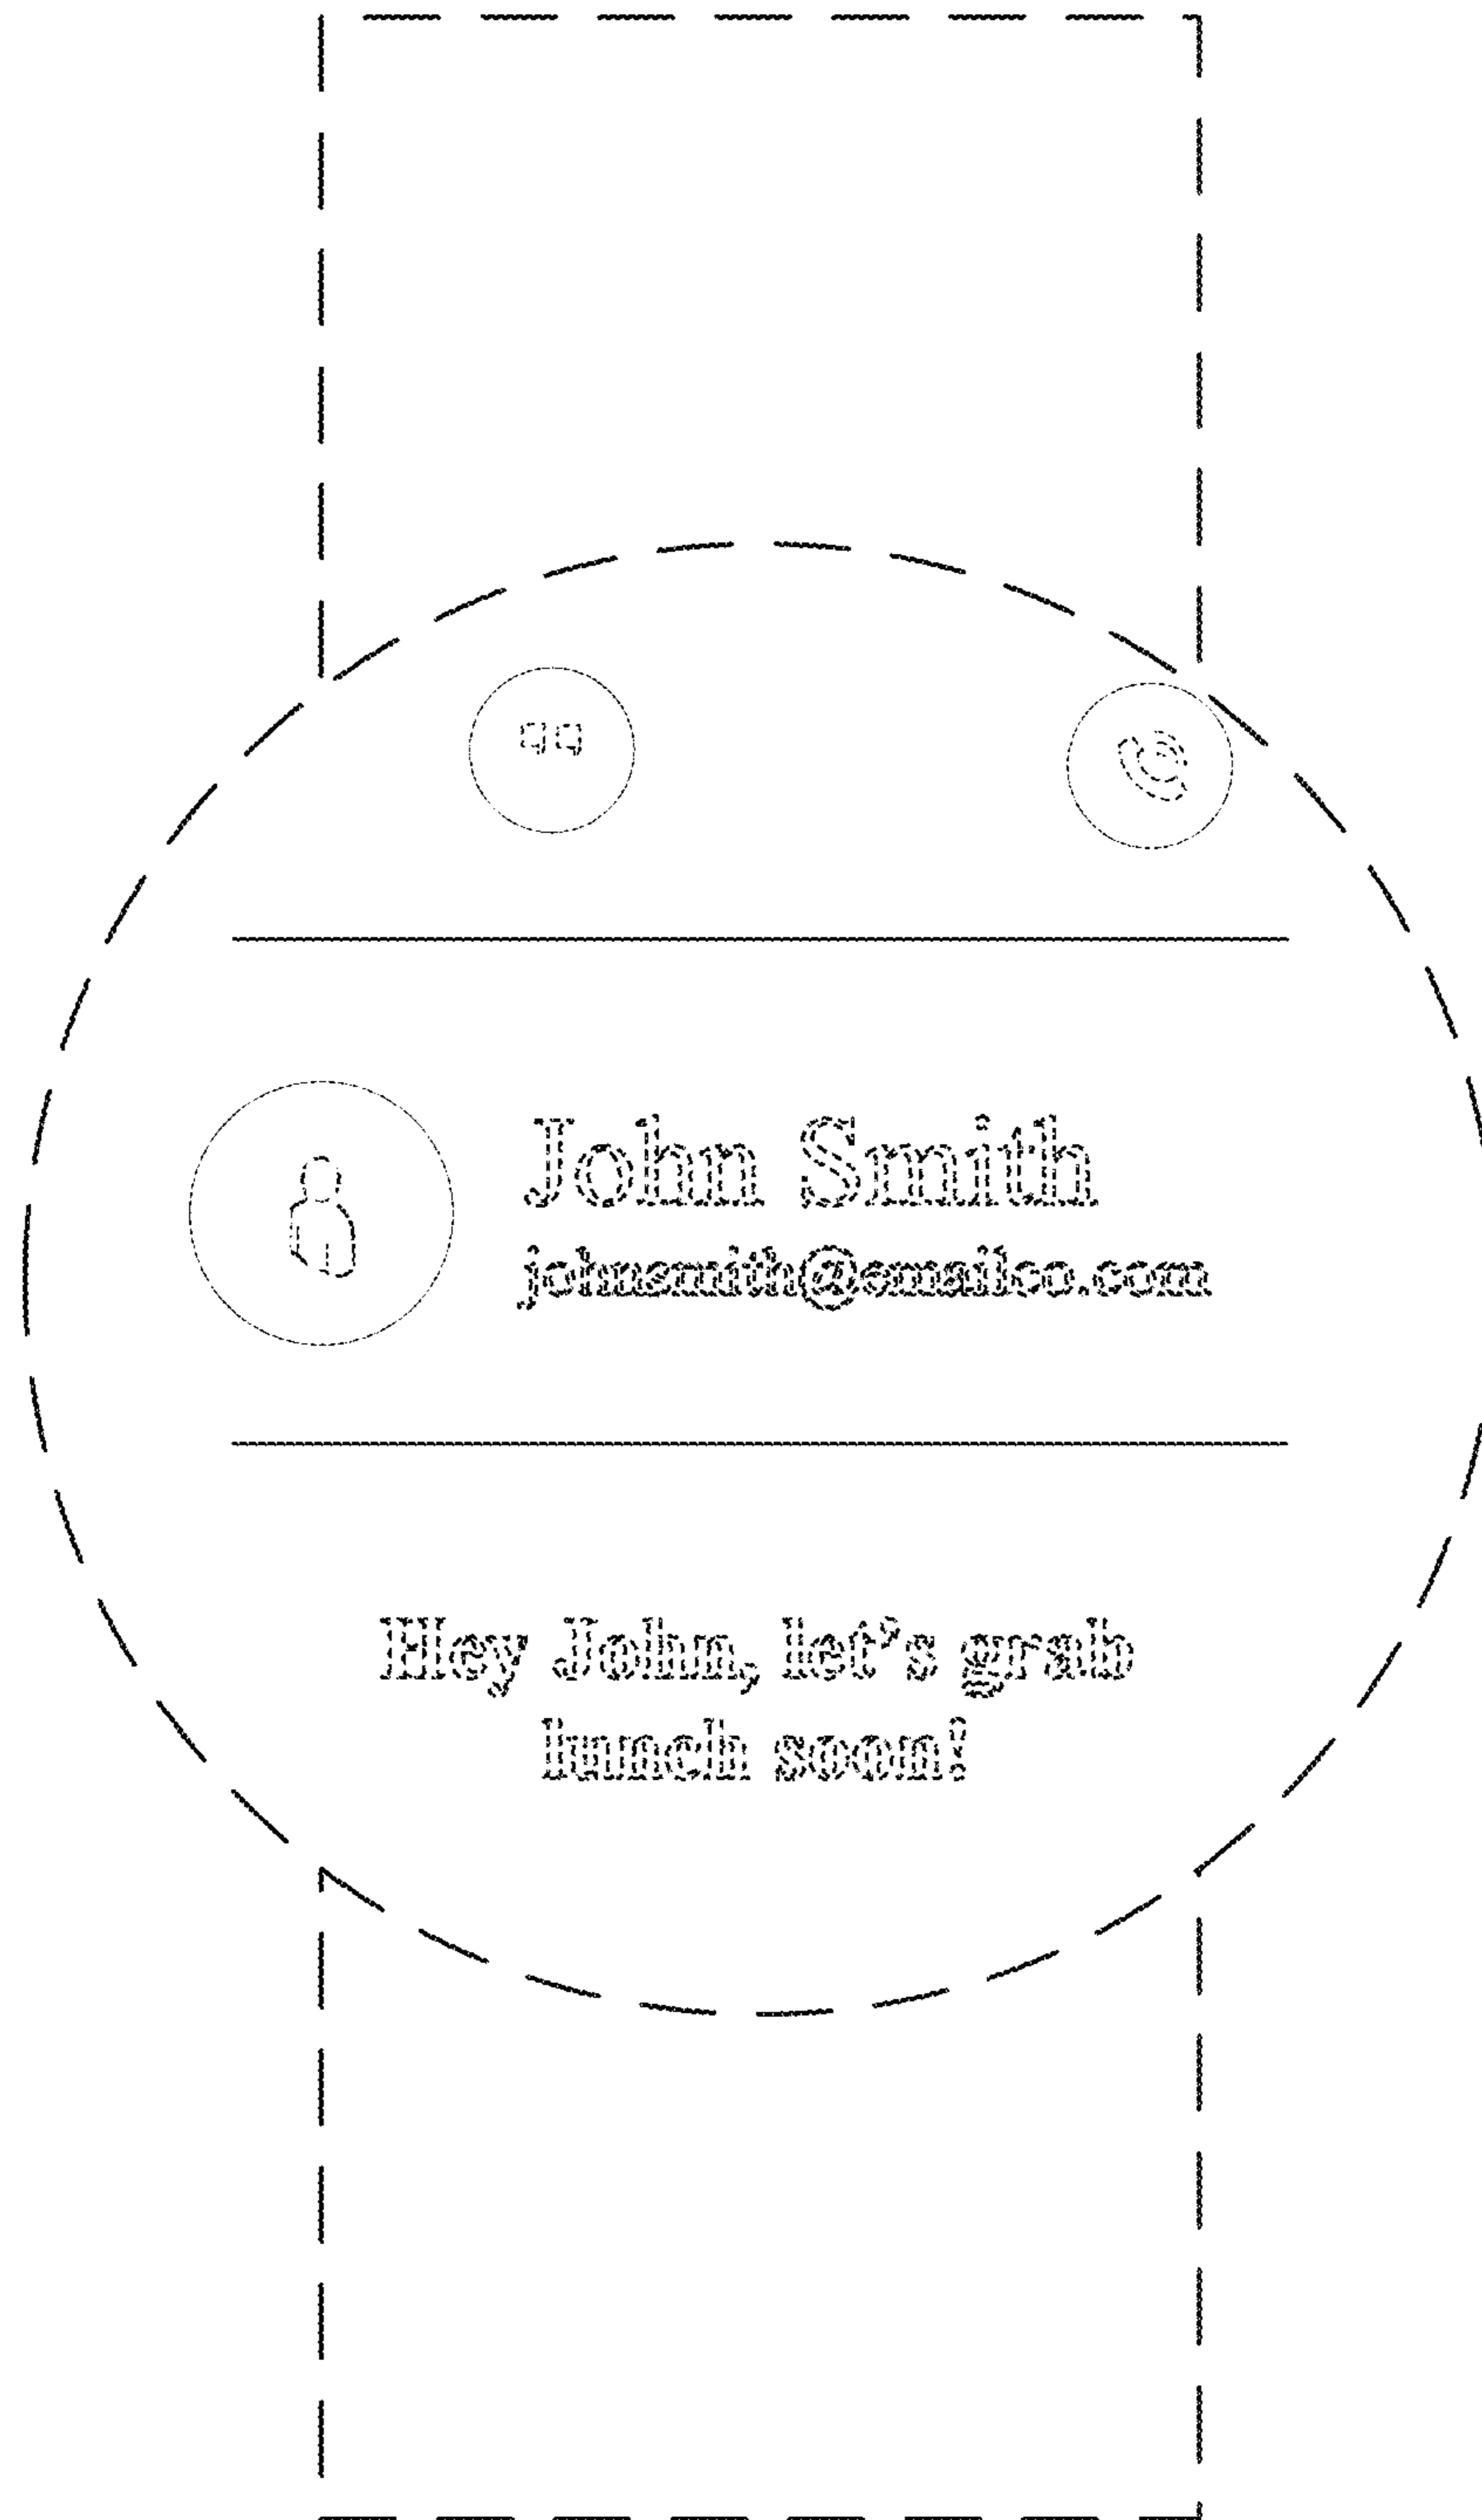 John Smith
johnsmith@emailco.com
Hey John, let's grab
lunch soon!